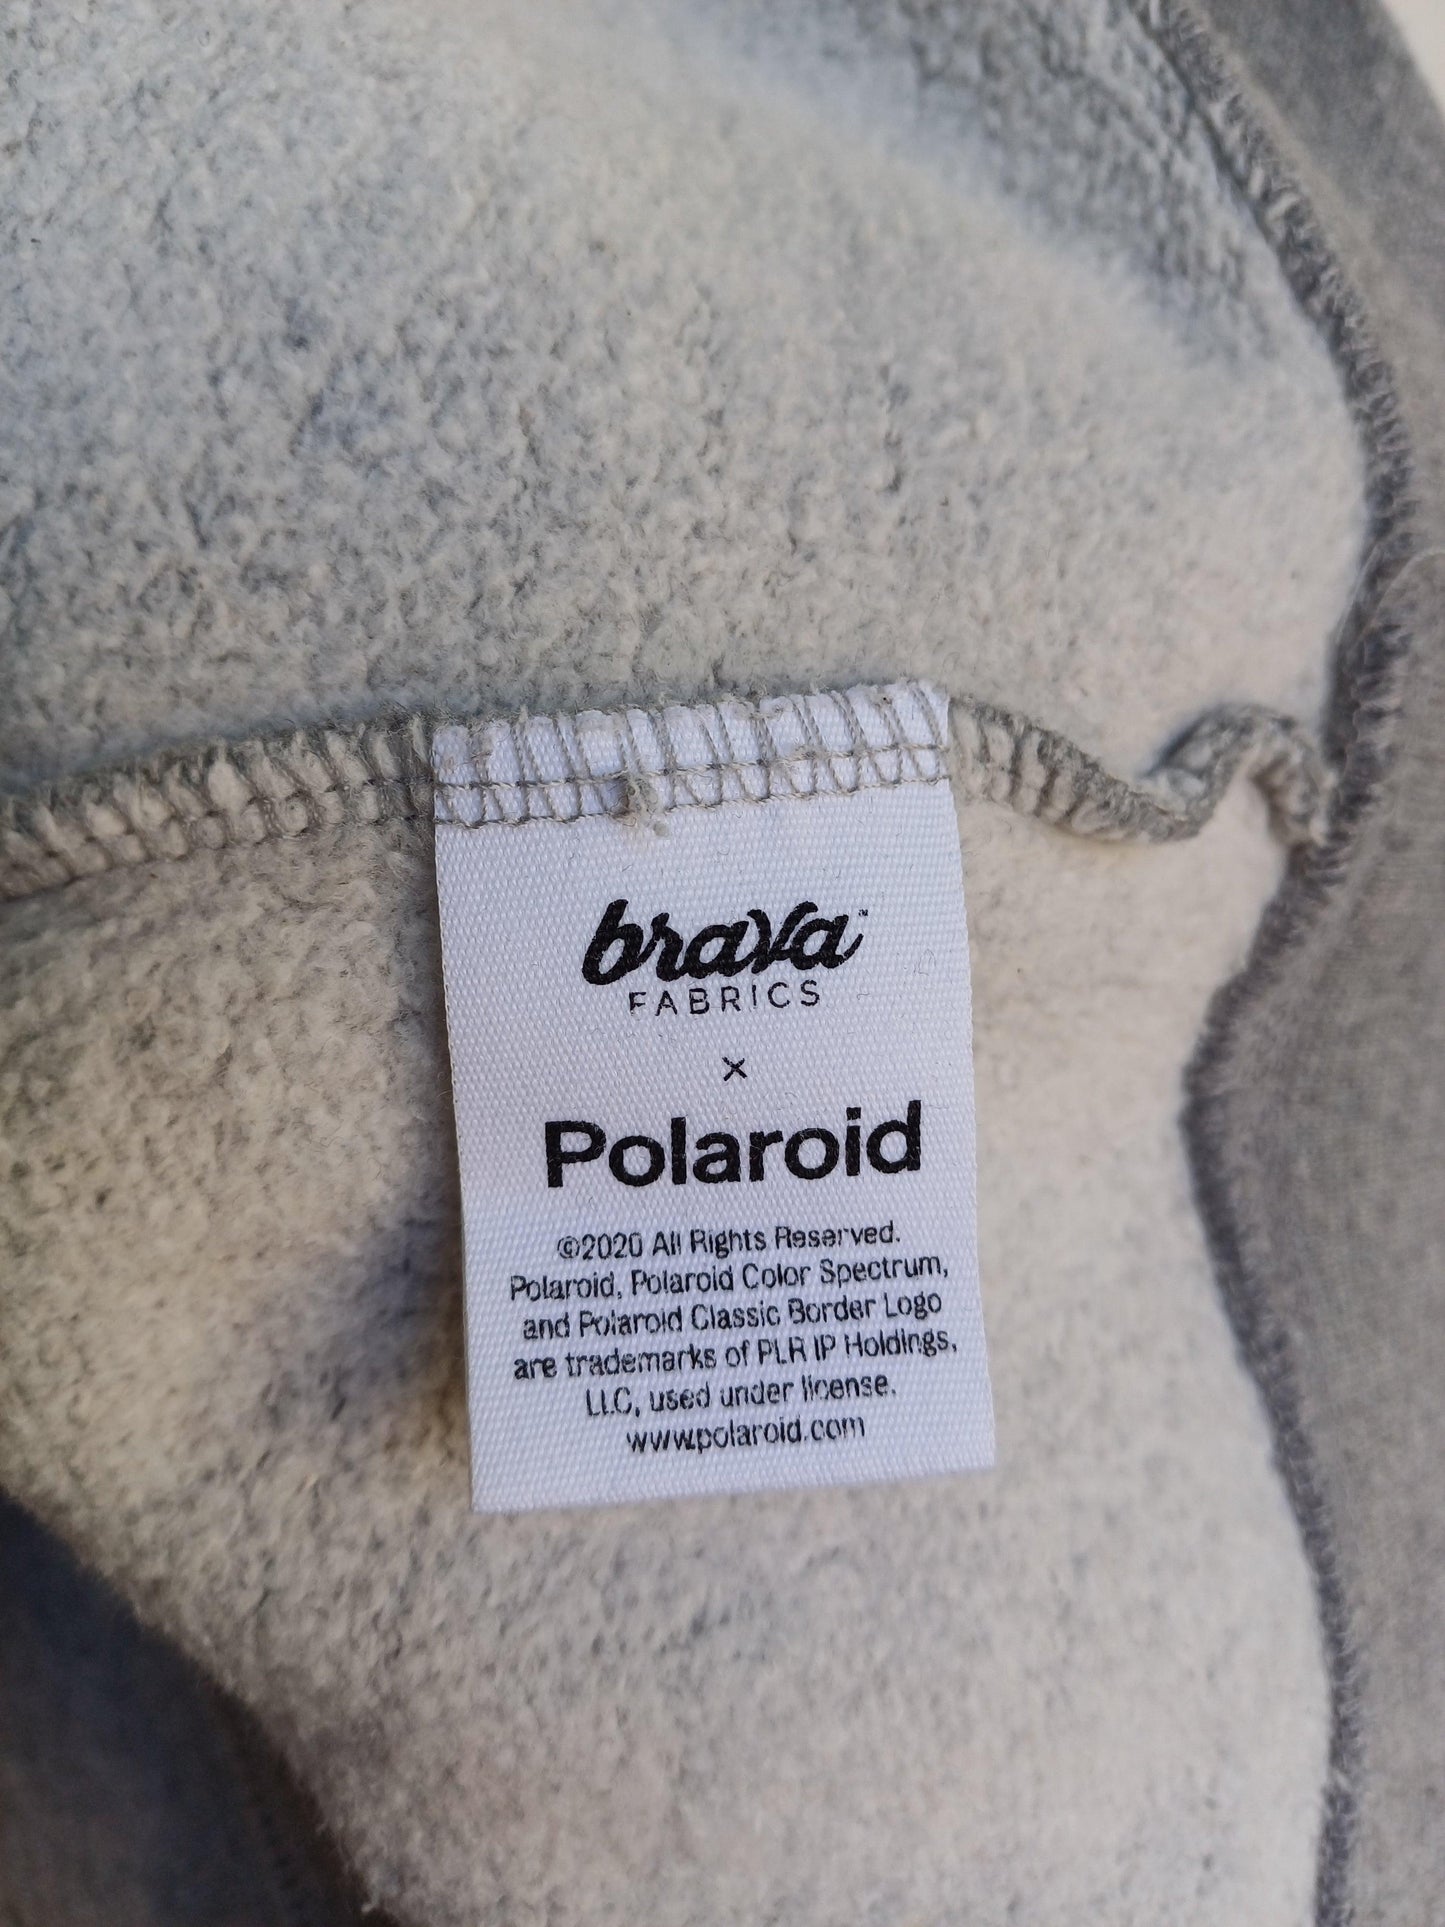 brava™
FABRICS
×
Polaroid
©2020 All Rights Reserved.
Polaroid, Polaroid Color Spectrum,
and Polaroid Classic Border Logo
are trademarks of PLR IP Holdings,
LLC, used under license.
www.polaroid.com